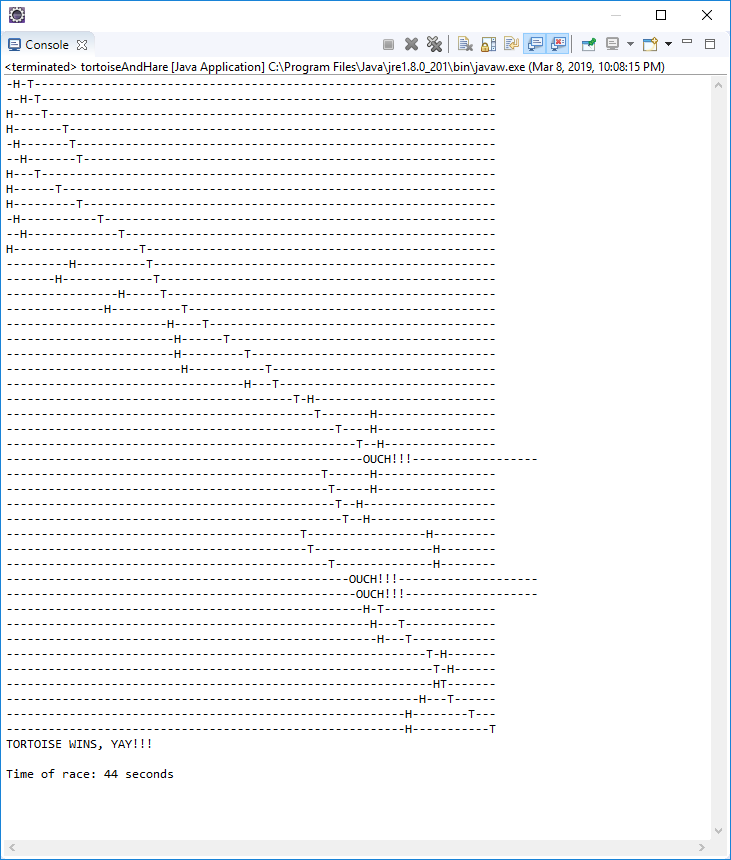 Console
<terminated> tortoiseAndHare [Java Application] C:\Program Files\Java\jre1.8.0_201\bin\javaw.exe (Mar 8, 2019, 10:08:15 PM)
-H-T------------------------------------------------------------------
--H-T-----------------------------------------------------------------
H----T----------------------------------------------------------------
H-------T-------------------------------------------------------------
-H-------T------------------------------------------------------------
--H-------T-----------------------------------------------------------
H---T-----------------------------------------------------------------
H------T--------------------------------------------------------------
H---------T-----------------------------------------------------------
-H-----------T--------------------------------------------------------
--H-------------T-----------------------------------------------------
H------------------T--------------------------------------------------
---------H----------T-------------------------------------------------
-------H-------------T------------------------------------------------
----------------H-----T-----------------------------------------------
--------------H----------T--------------------------------------------
-----------------------H----T-----------------------------------------
------------------------H------T--------------------------------------
------------------------H---------T-----------------------------------
-------------------------H-----------T--------------------------------
----------------------------------H---T-------------------------------
-----------------------------------------T-H--------------------------
--------------------------------------------T-------H-----------------
-----------------------------------------------T----H-----------------
--------------------------------------------------T--H----------------
---------------------------------------------------OUCH!!!------------------
---------------------------------------------T------H-----------------
----------------------------------------------T-----H-----------------
-----------------------------------------------T--H-------------------
------------------------------------------------T--H------------------
------------------------------------------T-----------------H---------
-------------------------------------------T-----------------H--------
----------------------------------------------T--------------H--------
-------------------------------------------------OUCH!!!--------------------
--------------------------------------------------OUCH!!!-------------------
---------------------------------------------------H-T----------------
----------------------------------------------------H---T-------------
-----------------------------------------------------H---T------------
------------------------------------------------------------T-H-------
-------------------------------------------------------------T-H------
-------------------------------------------------------------HT-------
-----------------------------------------------------------H---T------
---------------------------------------------------------H--------T---
---------------------------------------------------------H-----------T
TORTOISE WINS, YAY!!!
Time of race: 44 seconds